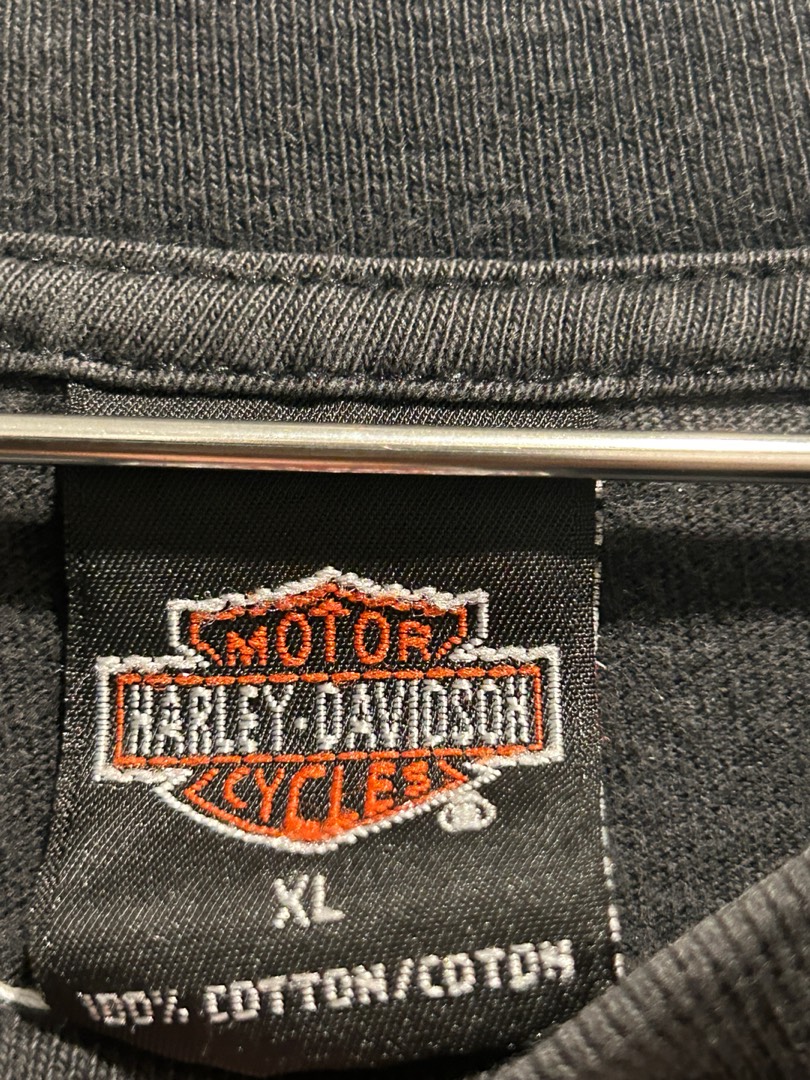 MOTOR
HARLEY-DAVIDSON
CYCLES
XL
100% COTTON/COTON